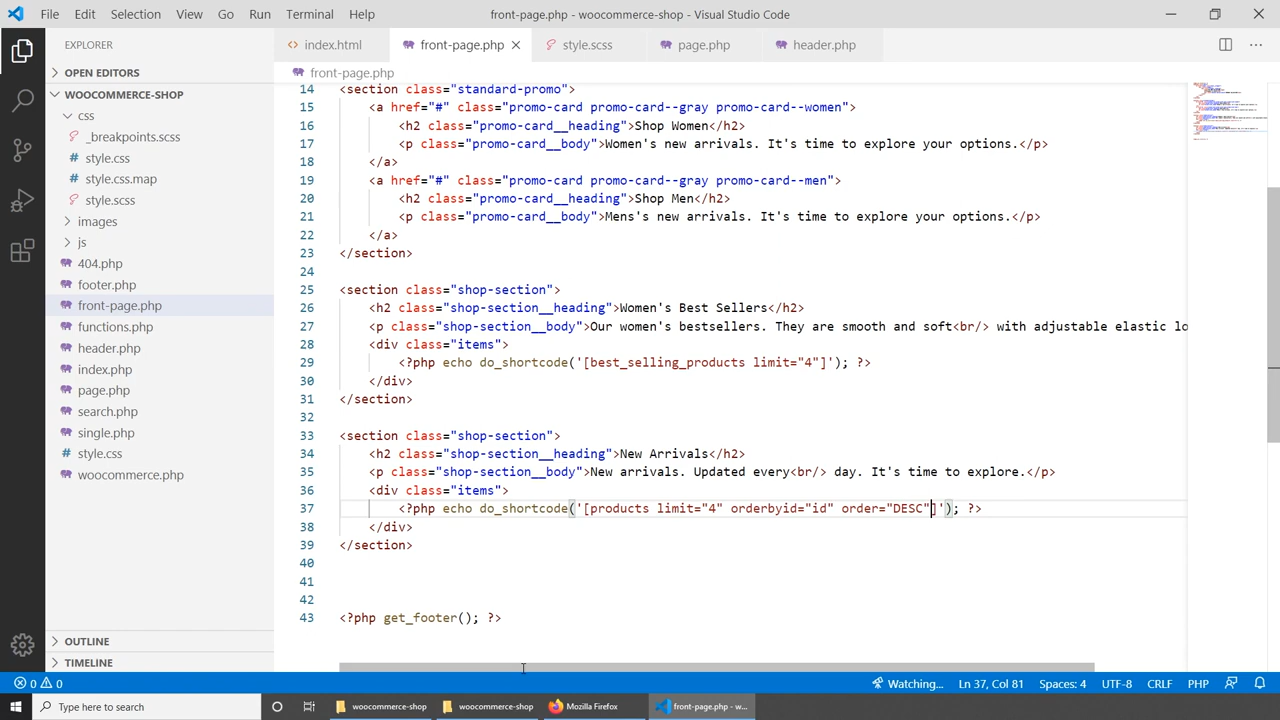 File Edit Selection View Go Run Terminal Help front-page.php - woocommerce-shop - Visual Studio Code
EXPLORER
index.html front-page.php style.scss page.php header.php
OPEN EDITORS
front-page.php
WOOCOMMERCE-SHOP
css
_breakpoints.scss
style.css
style.css.map
style.scss
images
js
404.php
footer.php
front-page.php
functions.php
header.php
index.php
page.php
search.php
single.php
style.css
woocommerce.php
OUTLINE
TIMELINE
14 <section class="standard-promo">
15 <a href="#" class="promo-card promo-card--gray promo-card--women">
16 <h2 class="promo-card__heading">Shop Women</h2>
17 <p class="promo-card__body">Women's new arrivals. It's time to explore your options.</p>
18 </a>
19 <a href="#" class="promo-card promo-card--gray promo-card--men">
20 <h2 class="promo-card__heading">Shop Men</h2>
21 <p class="promo-card__body">Mens's new arrivals. It's time to explore your options.</p>
22 </a>
23 </section>
24
25 <section class="shop-section">
26 <h2 class="shop-section__heading">Women's Best Sellers</h2>
27 <p class="shop-section__body">Our women's bestsellers. They are smooth and soft<br/> with adjustable elastic lo
28 <div class="items">
29 <?php echo do_shortcode('[best_selling_products limit="4"]'); ?>
30 </div>
31 </section>
32
33 <section class="shop-section">
34 <h2 class="shop-section__heading">New Arrivals</h2>
35 <p class="shop-section__body">New arrivals. Updated every<br/> day. It's time to explore.</p>
36 <div class="items">
37 <?php echo do_shortcode('[products limit="4" orderbyid="id" order="DESC"]'); ?>
38 </div>
39 </section>
40
41
42
43 <?php get_footer(); ?>
0 0 Watching... Ln 37, Col 81 Spaces: 4 UTF-8 CRLF PHP
Type here to search woocommerce-shop woocommerce-shop Mozilla Firefox front-page.php - w...